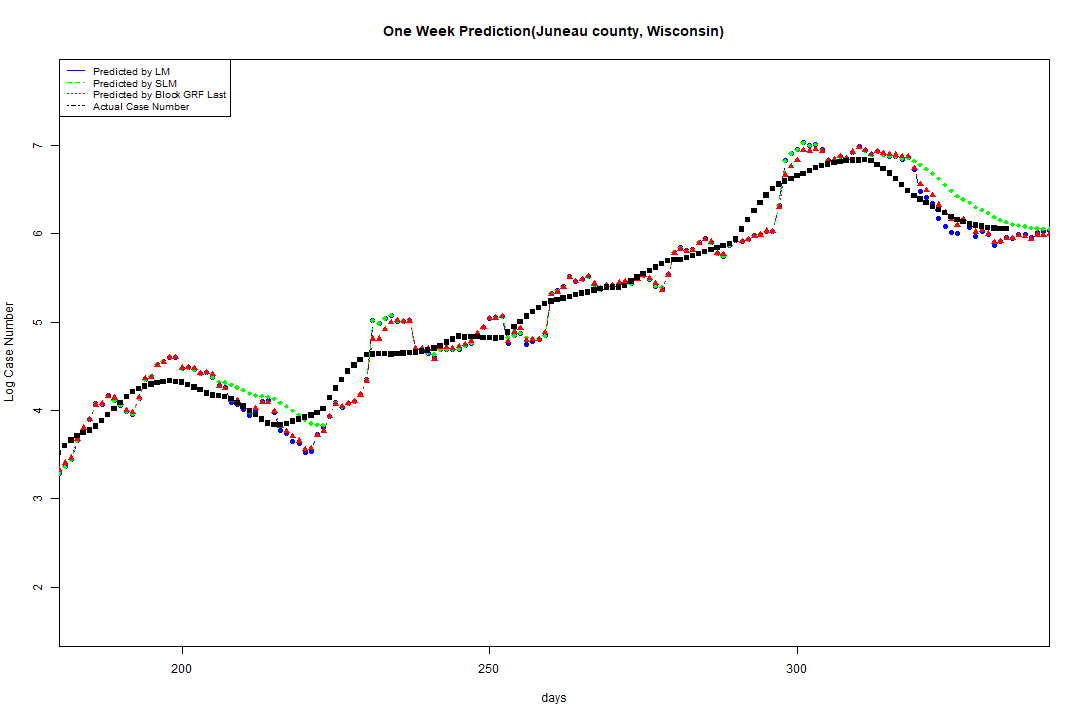 One Week Prediction(Juneau county, Wisconsin)
Predicted by LM
Predicted by SLM
Predicted by Block GRF Last
Actual Case Number
7
6
5
4
3
2
Log Case Number
200
250
300
days